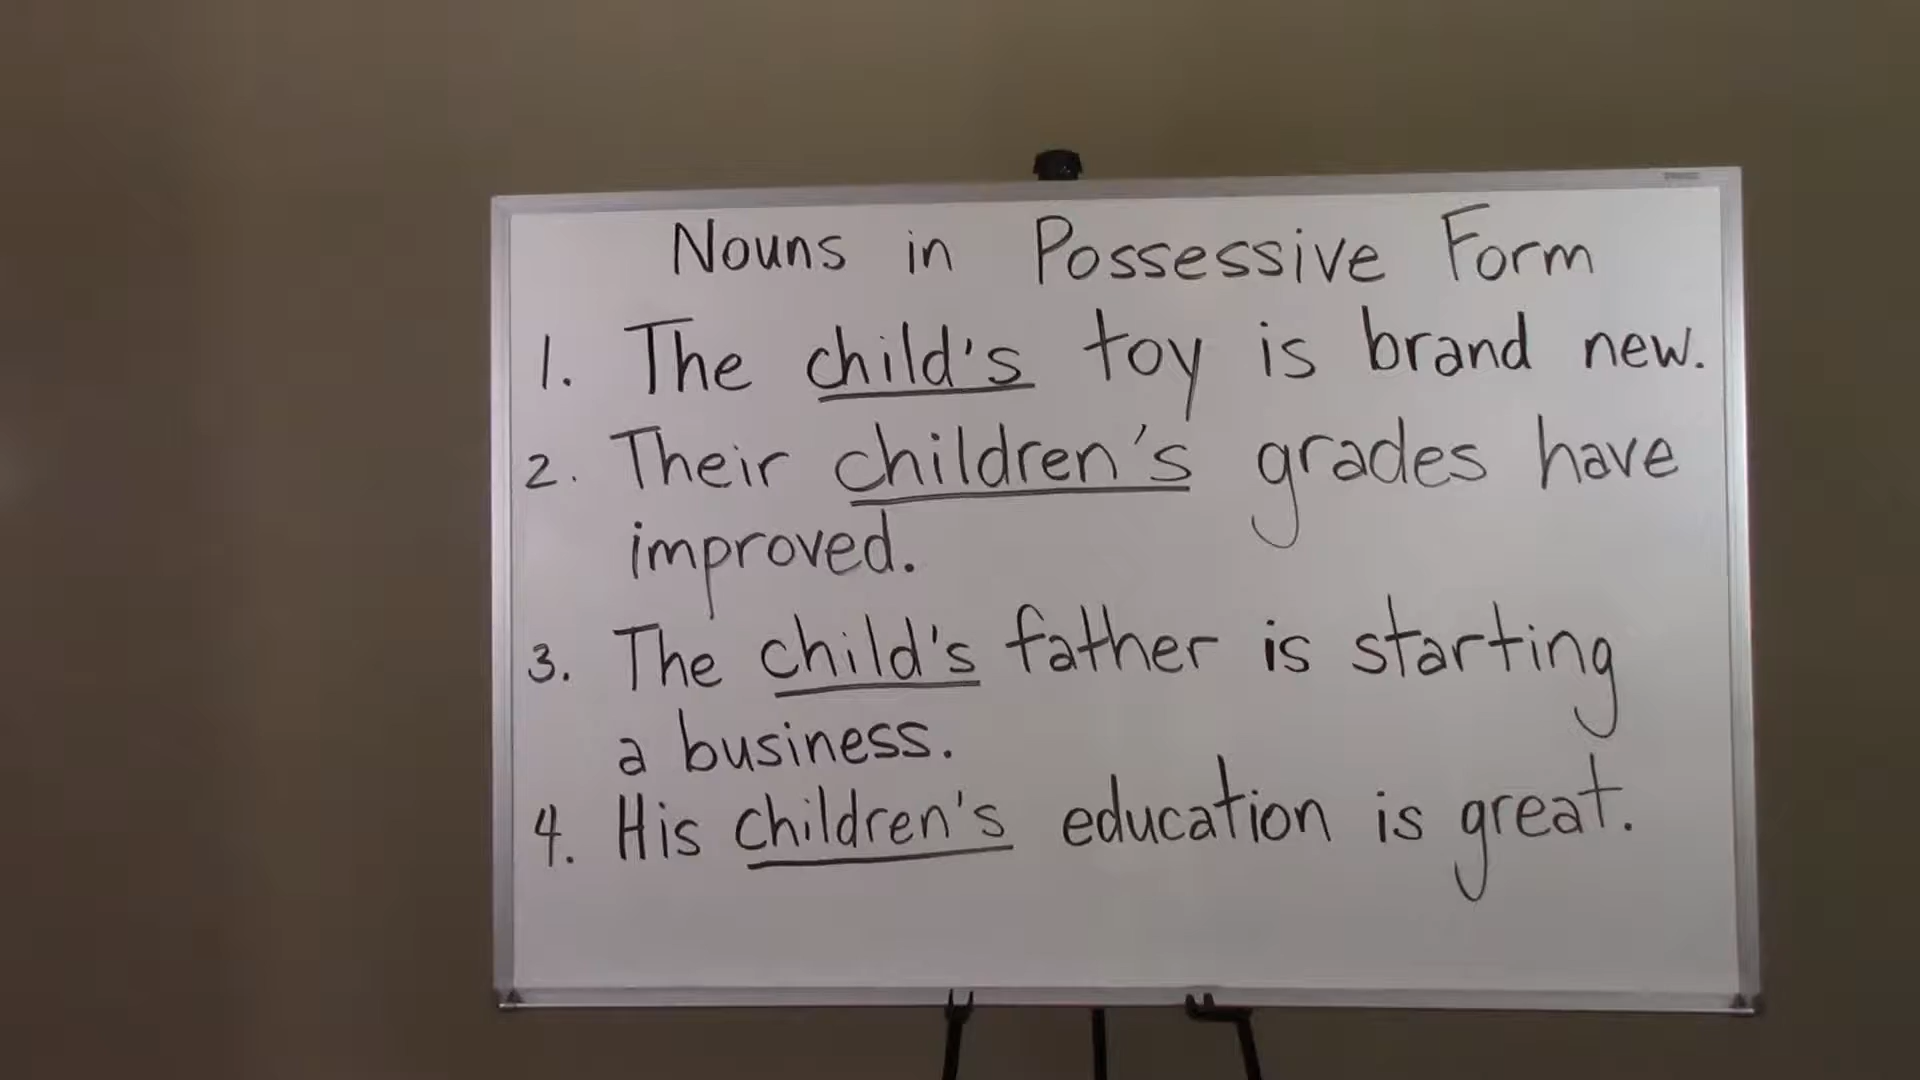 Nouns in Possessive Form
1. The child's toy is brand new.
2. Their children's grades have
improved.
3. The child's father is starting
a business.
4. His children's education is great.